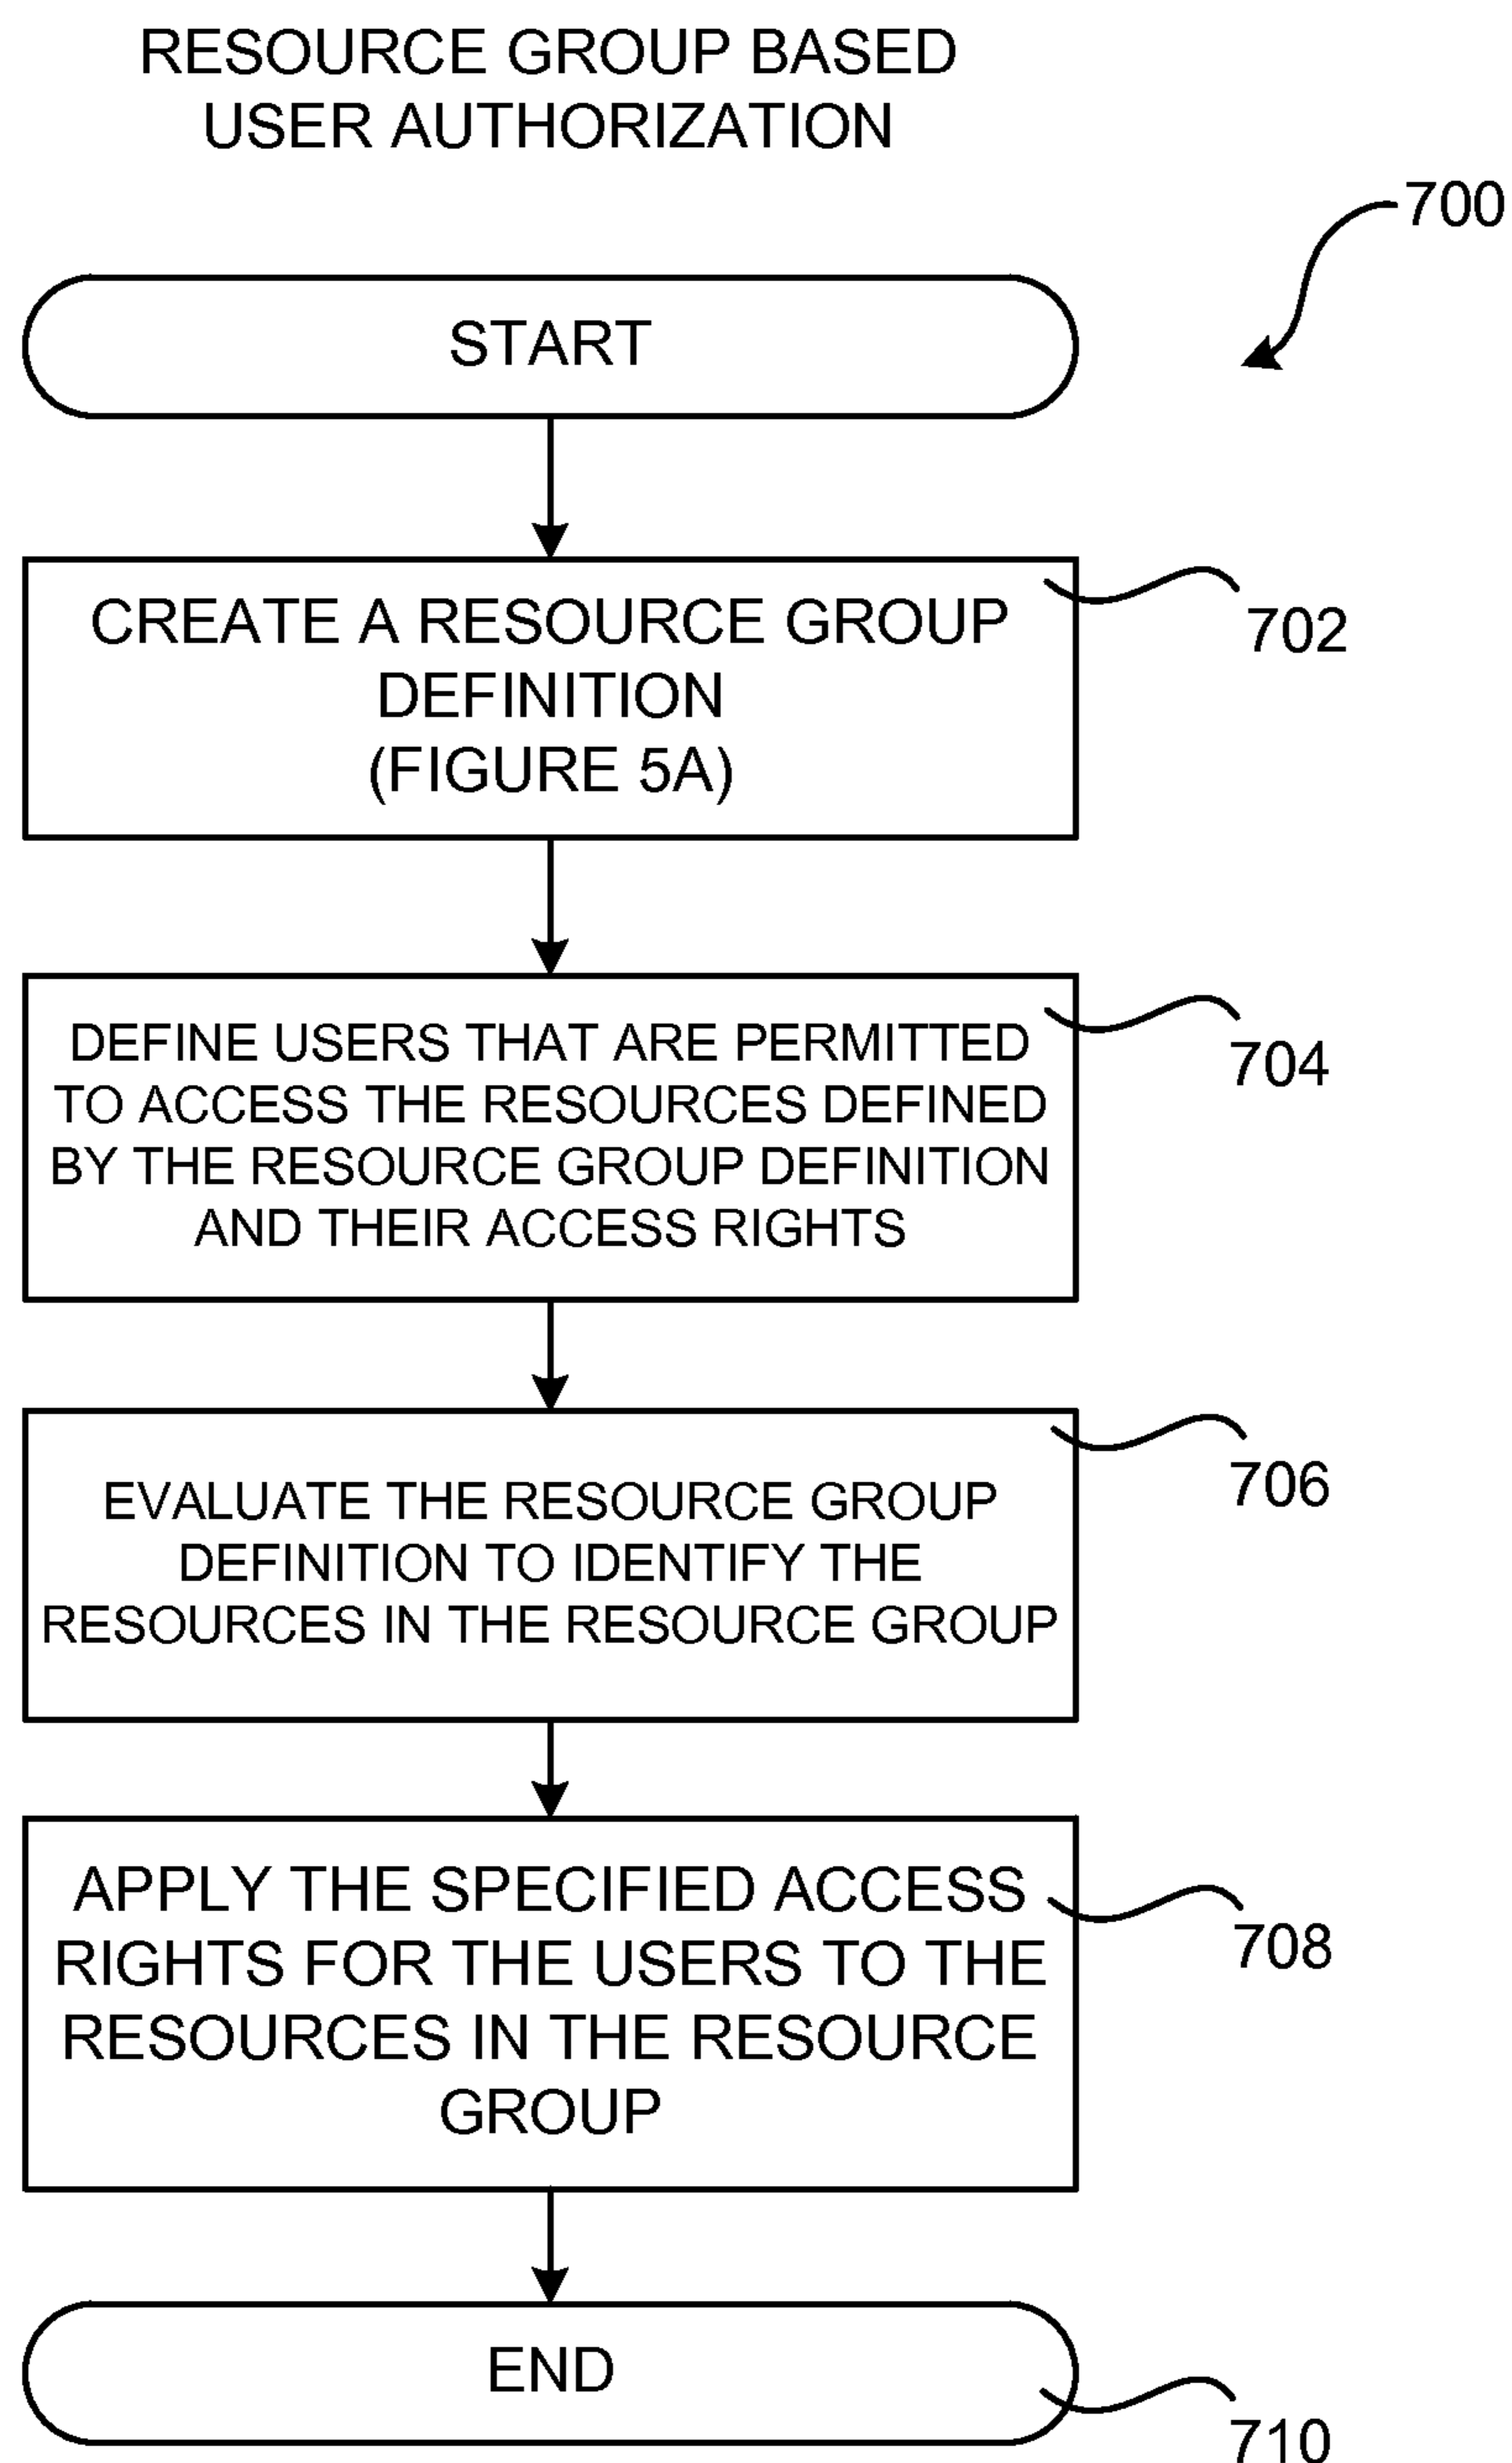 RESOURCE GROUP BASED
USER AUTHORIZATION
700
START
CREATE A RESOURCE GROUP
DEFINITION
(FIGURE 5A)
702
DEFINE USERS THAT ARE PERMITTED
TO ACCESS THE RESOURCES DEFINED
BY THE RESOURCE GROUP DEFINITION
AND THEIR ACCESS RIGHTS
704
EVALUATE THE RESOURCE GROUP
DEFINITION TO IDENTIFY THE
RESOURCES IN THE RESOURCE GROUP
706
APPLY THE SPECIFIED ACCESS
RIGHTS FOR THE USERS TO THE
RESOURCES IN THE RESOURCE
GROUP
708
END
710